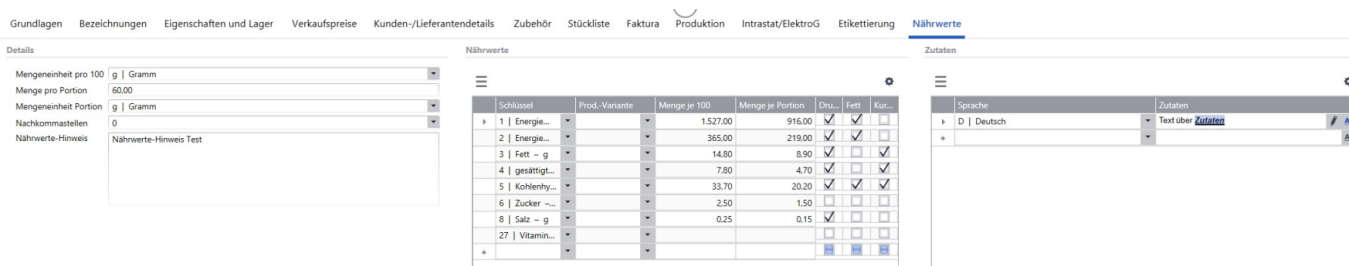 Grundlagen Bezeichnungen Eigenschaften und Lager Verkaufspreise Kunden-/Lieferantendetails Zubehör Stückliste Faktura Produktion Intrastat/ElektroG Etikettierung Nährwerte
Details
Mengeneinheit pro 100 g | Gramm
Menge pro Portion 60.00
Mengeneinheit Portion g | Gramm
Nachkommastellen 0
Nährwerte-Hinweis Nährwerte-Hinweis Test
Nährwerte
Schlüssel Prod.-Variante Menge je 100 Menge je Portion Dru... Fett Kur...
1 | Energie... 1.527,00 916,00
2 | Energie... 365,00 219,00
3 | Fett – g 14,80 8,90
4 | gesättigt... 7,80 4,70
5 | Kohlenhy... 33,70 20,20
6 | Zucker –... 2,50 1,50
8 | Salz – g 0,25 0,15
27 | Vitamin...
Zutaten
Sprache Zutaten
D | Deutsch Text über Zutaten